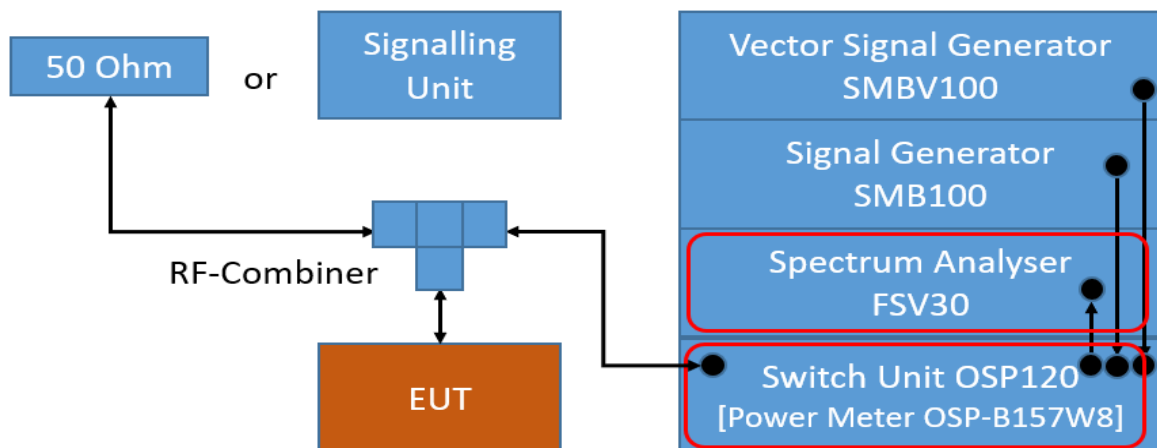 50 Ohm
or
Signalling
Unit
RF-Combiner
EUT
Vector Signal Generator
SMBV100
Signal Generator
SMB100
Spectrum Analyser
FSV30
Switch Unit OSP120
[Power Meter OSP-B157W8]